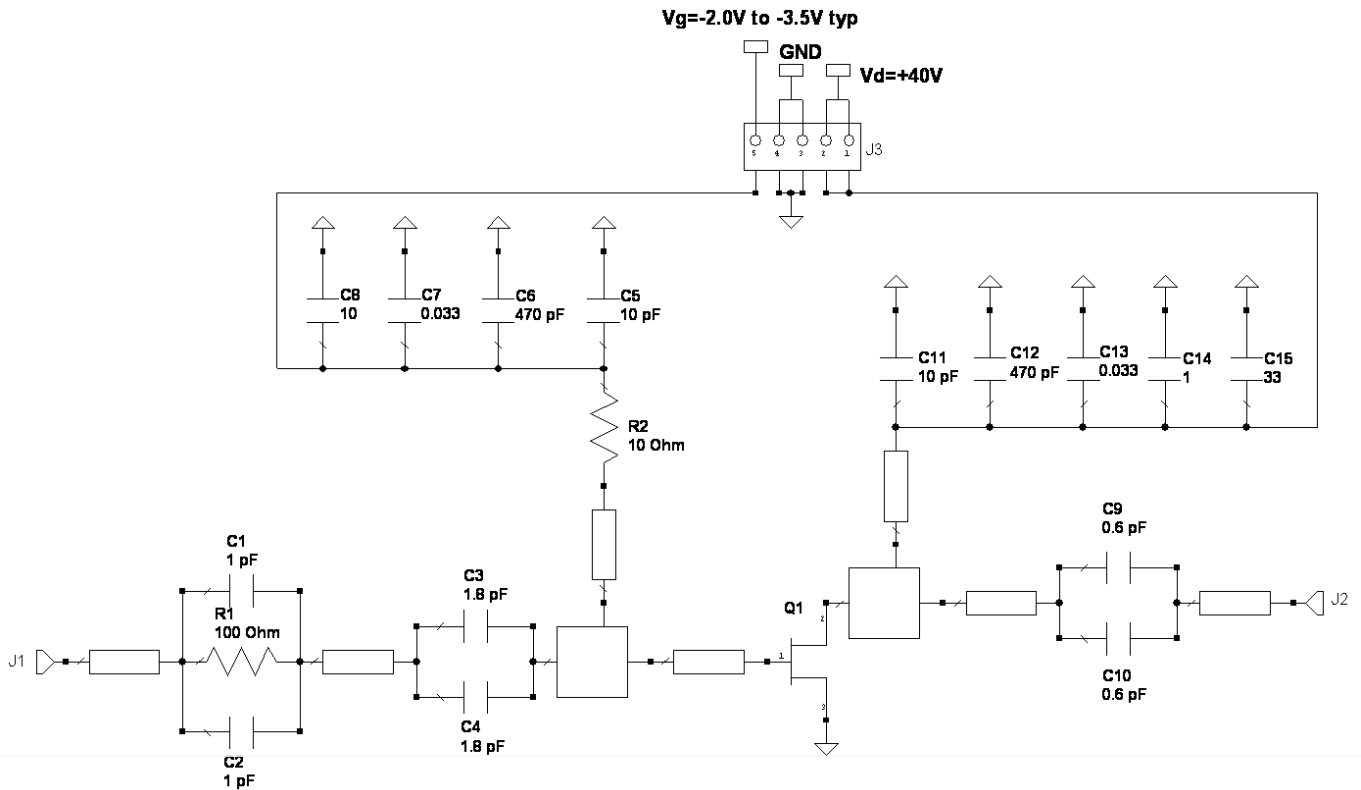 Vg=-2.0V to -3.5V typ
GND
Vd=+40V
5 4 3 2 1
J3
C8
10
C7
0.033
C6
470 pF
C5
10 pF
C11
10 pF
C12
470 pF
C13
0.033
C14
1
C15
33
R2
10 Ohm
C1
1 pF
R1
100 Ohm
C2
1 pF
C3
1.8 pF
C4
1.8 pF
J1
Q1
1
2
3
C9
0.6 pF
C10
0.6 pF
J2